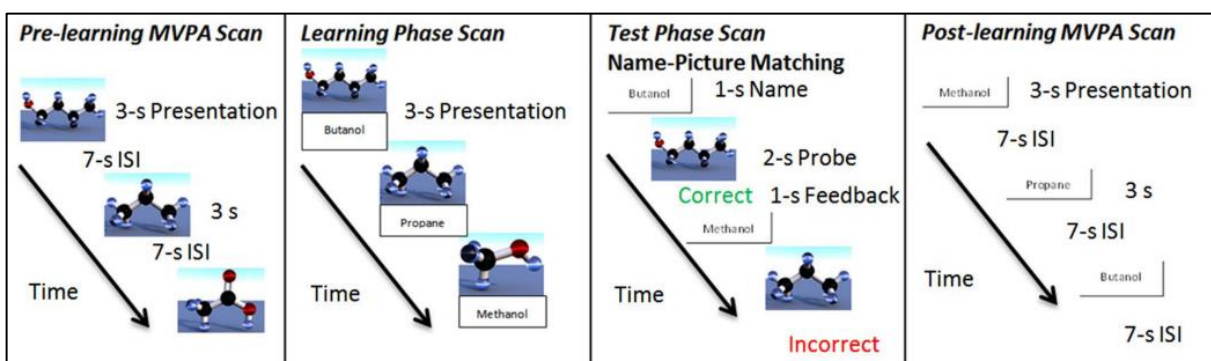 Pre-learning MVPA Scan
3-s Presentation
7-s ISI
3 s
7-s ISI
Time
Learning Phase Scan
3-s Presentation
Butanol
Propane
Time
Methanol
Test Phase Scan
Name-Picture Matching
Butanol
1-s Name
2-s Probe
Correct
1-s Feedback
Methanol
Time
Incorrect
Post-learning MVPA Scan
Methanol
3-s Presentation
7-s ISI
Propane
3 s
7-s ISI
Time
Butanol
7-s ISI